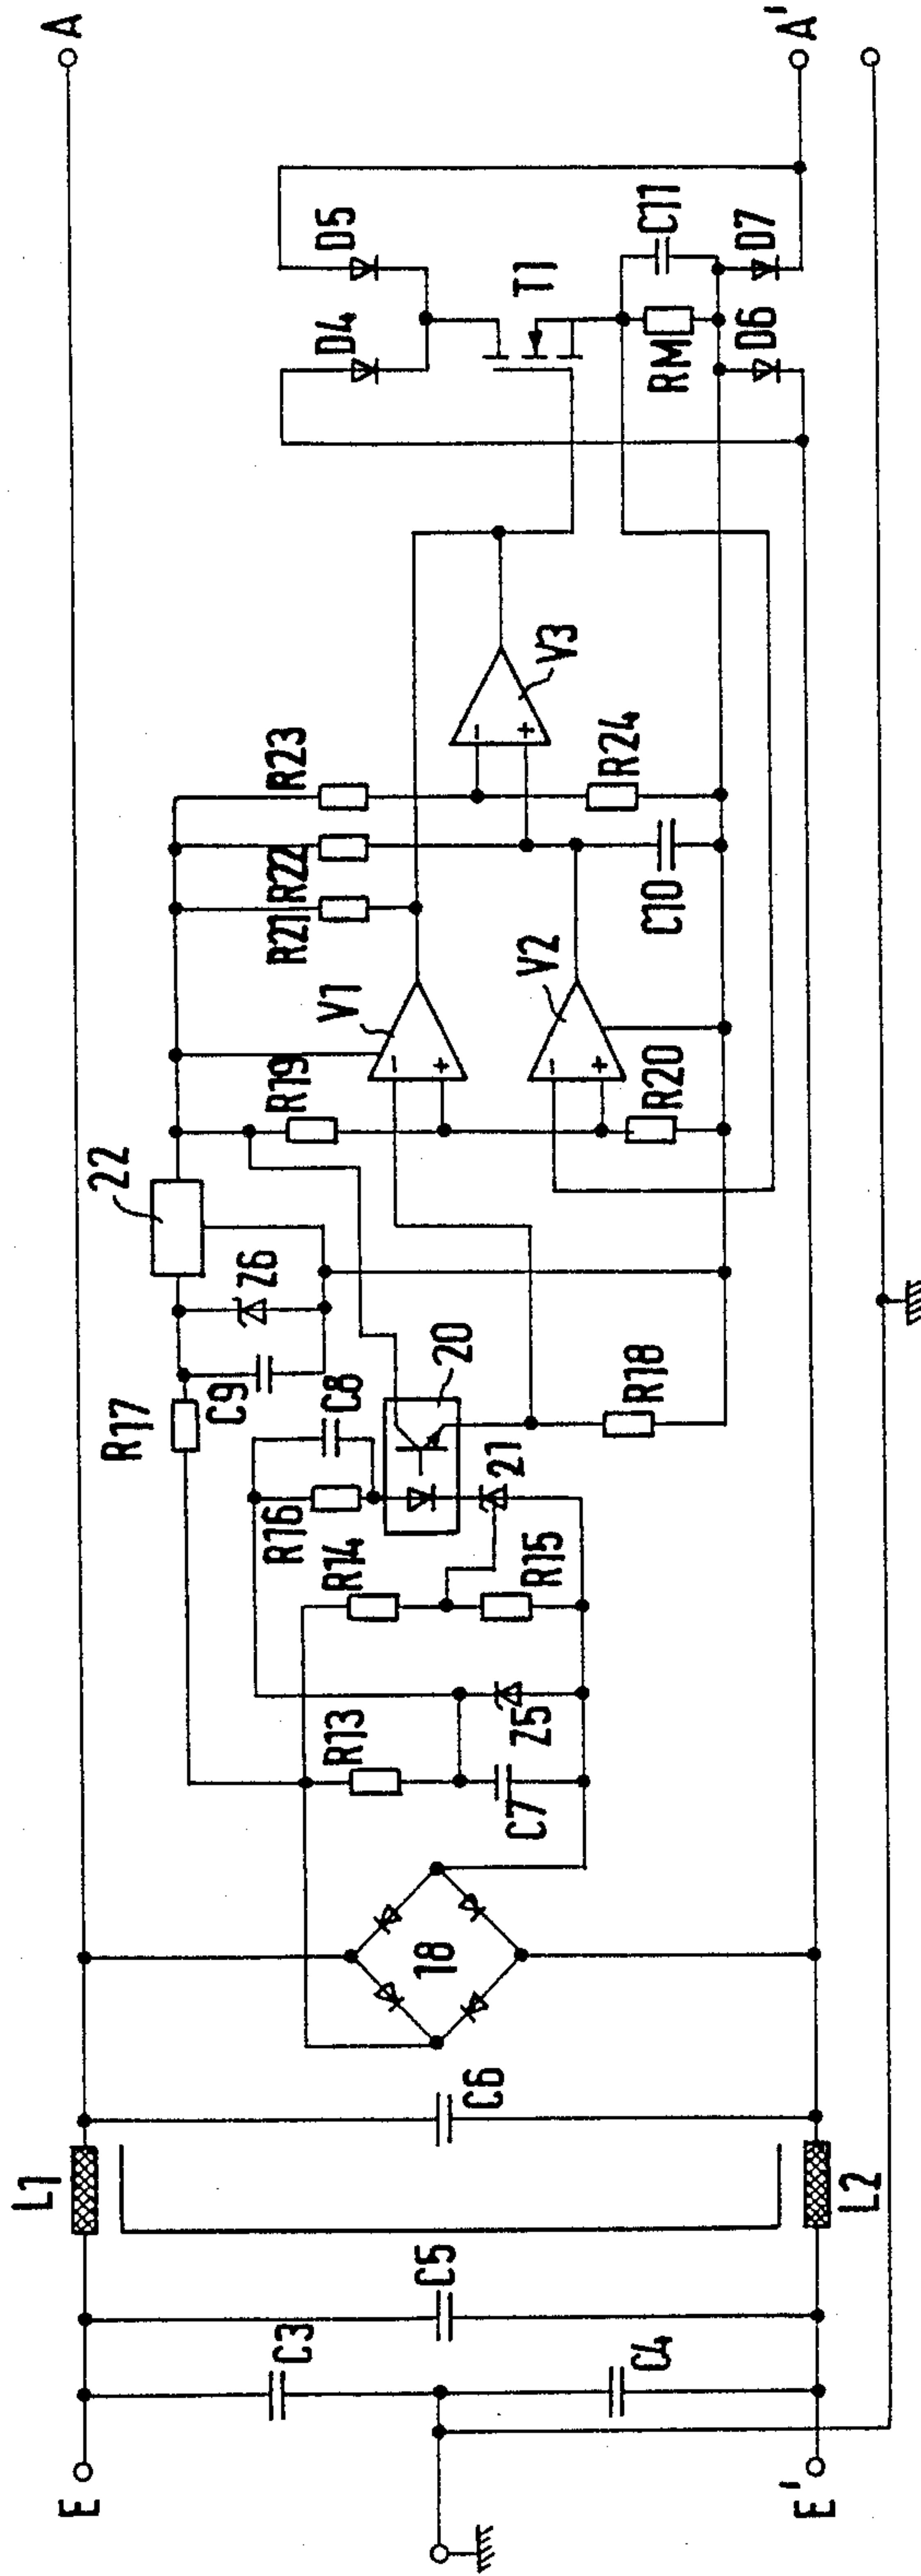 E
E'
L1
L2
C3
C4
C5
C6
18
R13
C7
Z5
R14
R15
R16
C8
20
21
R17
C9
Z6
22
R18
R19
R20
V1
V2
R21
R22
R23
C10
R24
V3
D4
D5
T1
RM
C11
D6
D7
A
A'